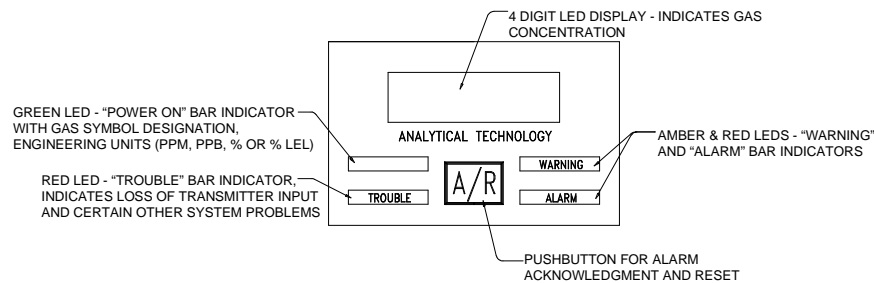 4 DIGIT LED DISPLAY - INDICATES GAS
CONCENTRATION
GREEN LED - “POWER ON” BAR INDICATOR
WITH GAS SYMBOL DESIGNATION,
ENGINEERING UNITS (PPM, PPB, % OR % LEL)
ANALYTICAL TECHNOLOGY
AMBER & RED LEDS - “WARNING”
AND “ALARM” BAR INDICATORS
WARNING
RED LED - “TROUBLE” BAR INDICATOR,
INDICATES LOSS OF TRANSMITTER INPUT
AND CERTAIN OTHER SYSTEM PROBLEMS
TROUBLE
A/R
ALARM
PUSHBUTTON FOR ALARM
ACKNOWLEDGMENT AND RESET